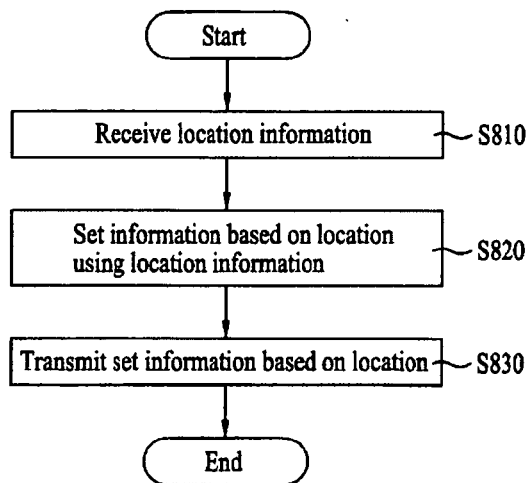 Start
Receive location information
S810
Set information based on location
using location information
S820
Transmit set information based on location
S830
End